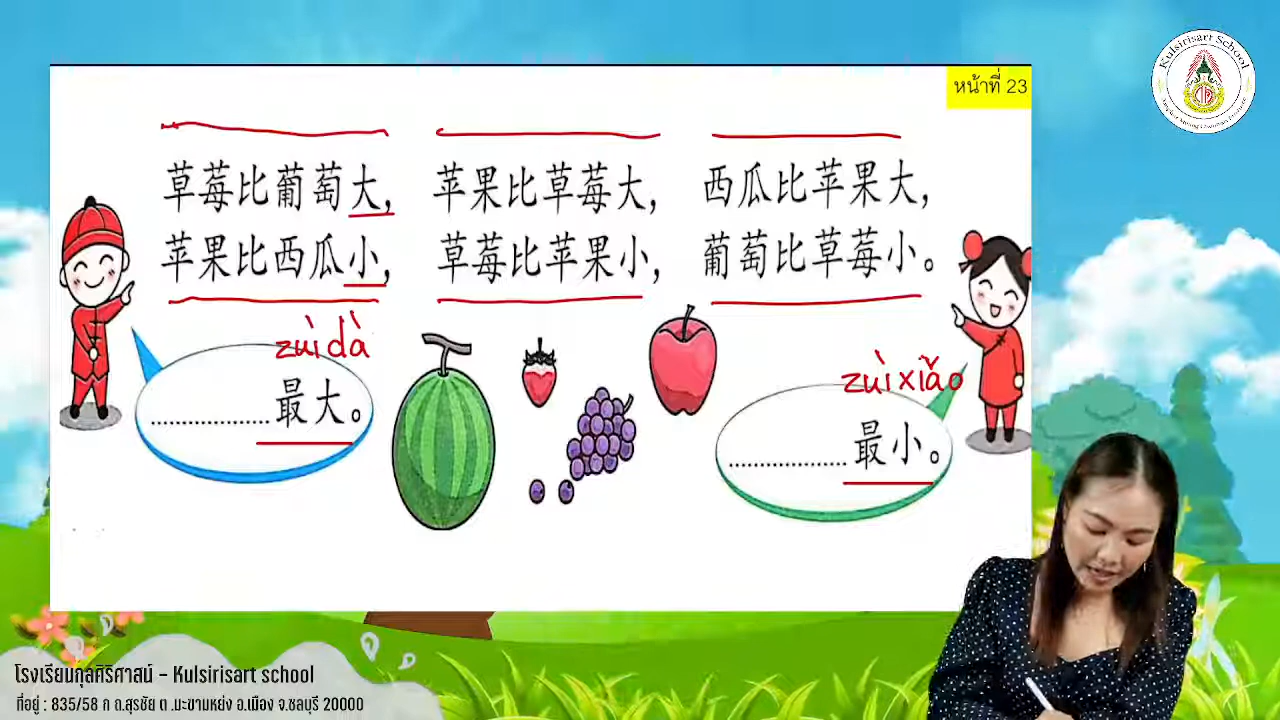 Kulsirisart School
หน้าที่ 23
草莓比葡萄大, 苹果比草莓大, 西瓜比苹果大,
苹果比西瓜小, 草莓比苹果小, 葡萄比草莓小。
zuìdà
..................最大。
zuìxiǎo
..................最小。
โรงเรียนกุลศิริศาสน์ - Kulsirisart school
ที่อยู่ : 835/58 ก ถ.สุรชัย ต.มะขามหย่ง อ.เมือง จ.ชลบุรี 20000